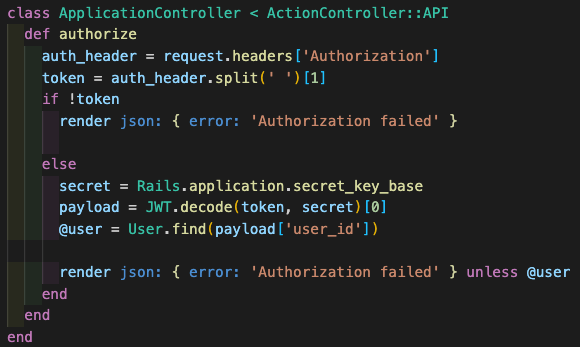 class ApplicationController < ActionController::API
  def authorize
    auth_header = request.headers['Authorization']
    token = auth_header.split(' ')[1]
    if !token
      render json: { error: 'Authorization failed' }

    else
      secret = Rails.application.secret_key_base
      payload = JWT.decode(token, secret)[0]
      @user = User.find(payload['user_id'])

      render json: { error: 'Authorization failed' } unless @user
    end
  end
end